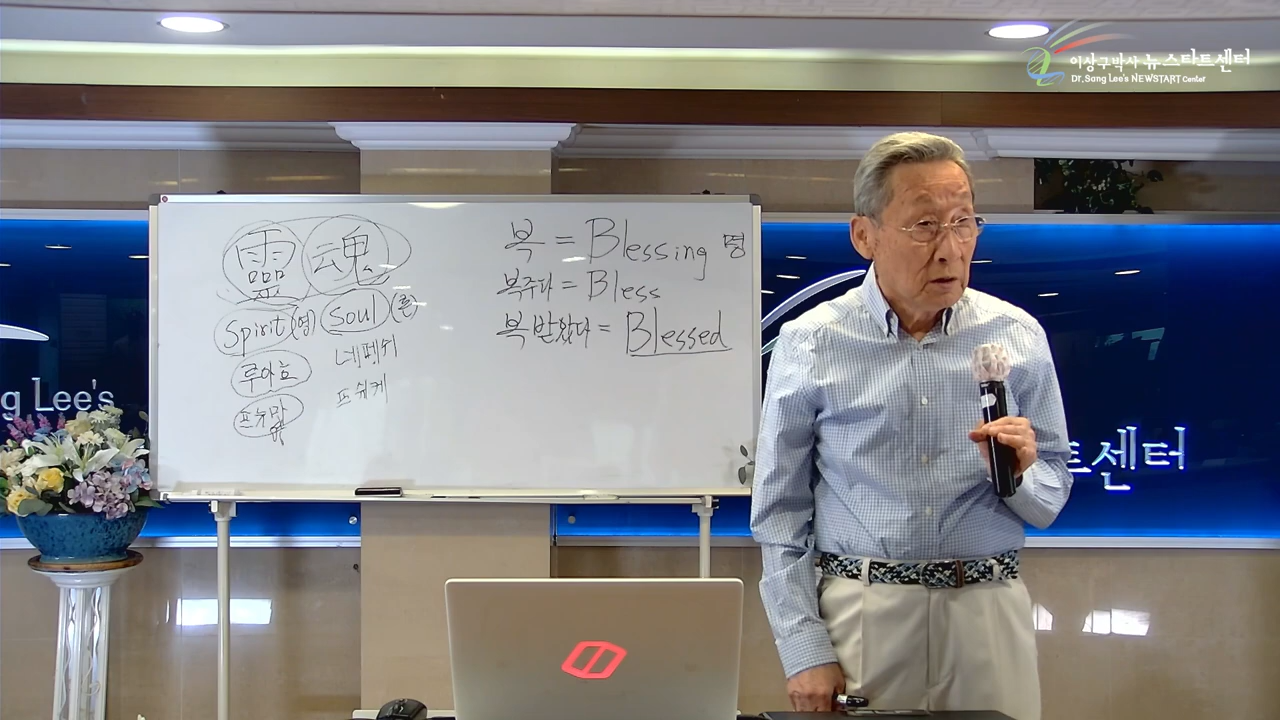 이상구박사 뉴스타트센터
Dr. Sang Lee's NEWSTART Center
靈 魂
Spirit (영) Soul (혼)
루아흐 네페쉬
프뉴마 프쉬케
복 = Blessing 명
복주다 = Bless
복 받았다 = Blessed
g Lee's
트센터